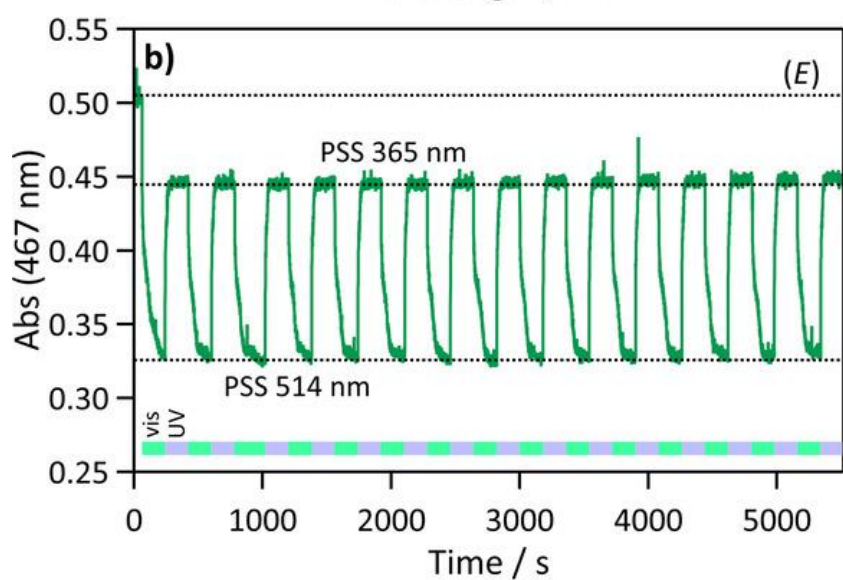 0.55
b)
(E)
0.50
PSS 365 nm
0.45
0.40
Abs (467 nm)
0.35
PSS 514 nm
0.30
vis
UV
0.25
0 1000 2000 3000 4000 5000
Time / s